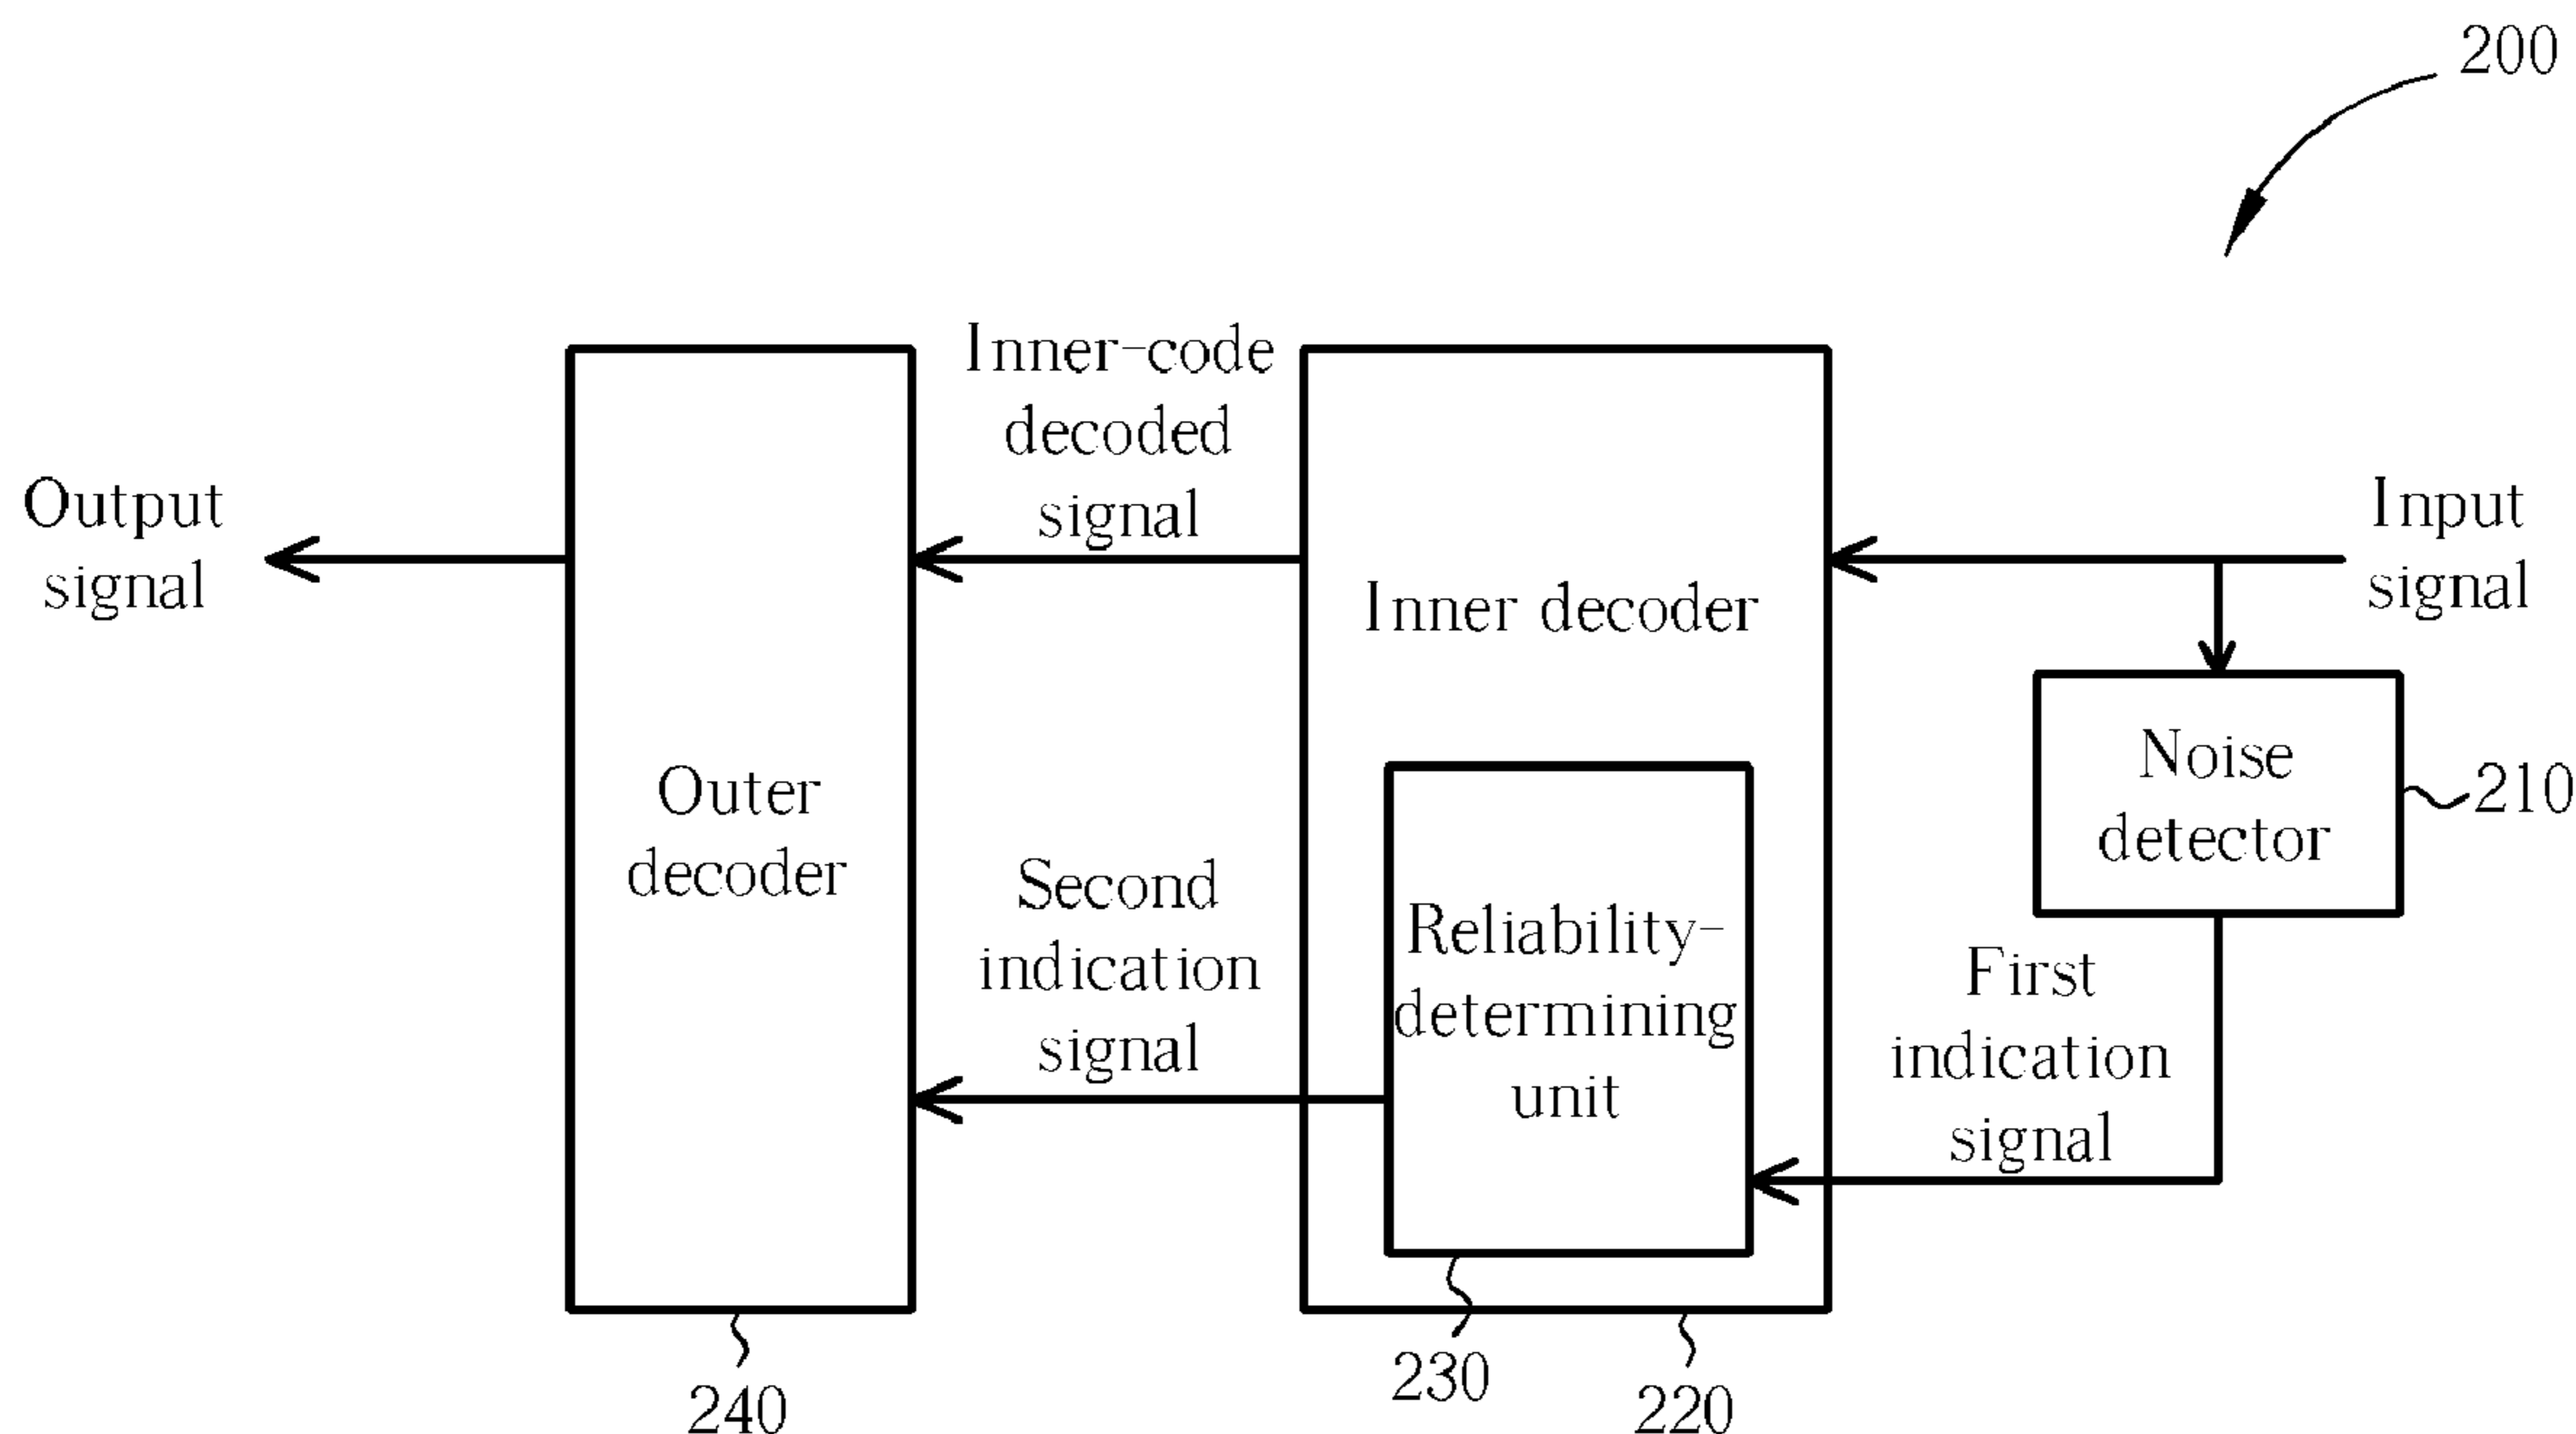 200
Inner-code
decoded
signal
Output
signal
Input
signal
Inner decoder
Noise
detector
210
Outer
decoder
Second
indication
signal
Reliability-
determining
unit
First
indication
signal
230
220
240